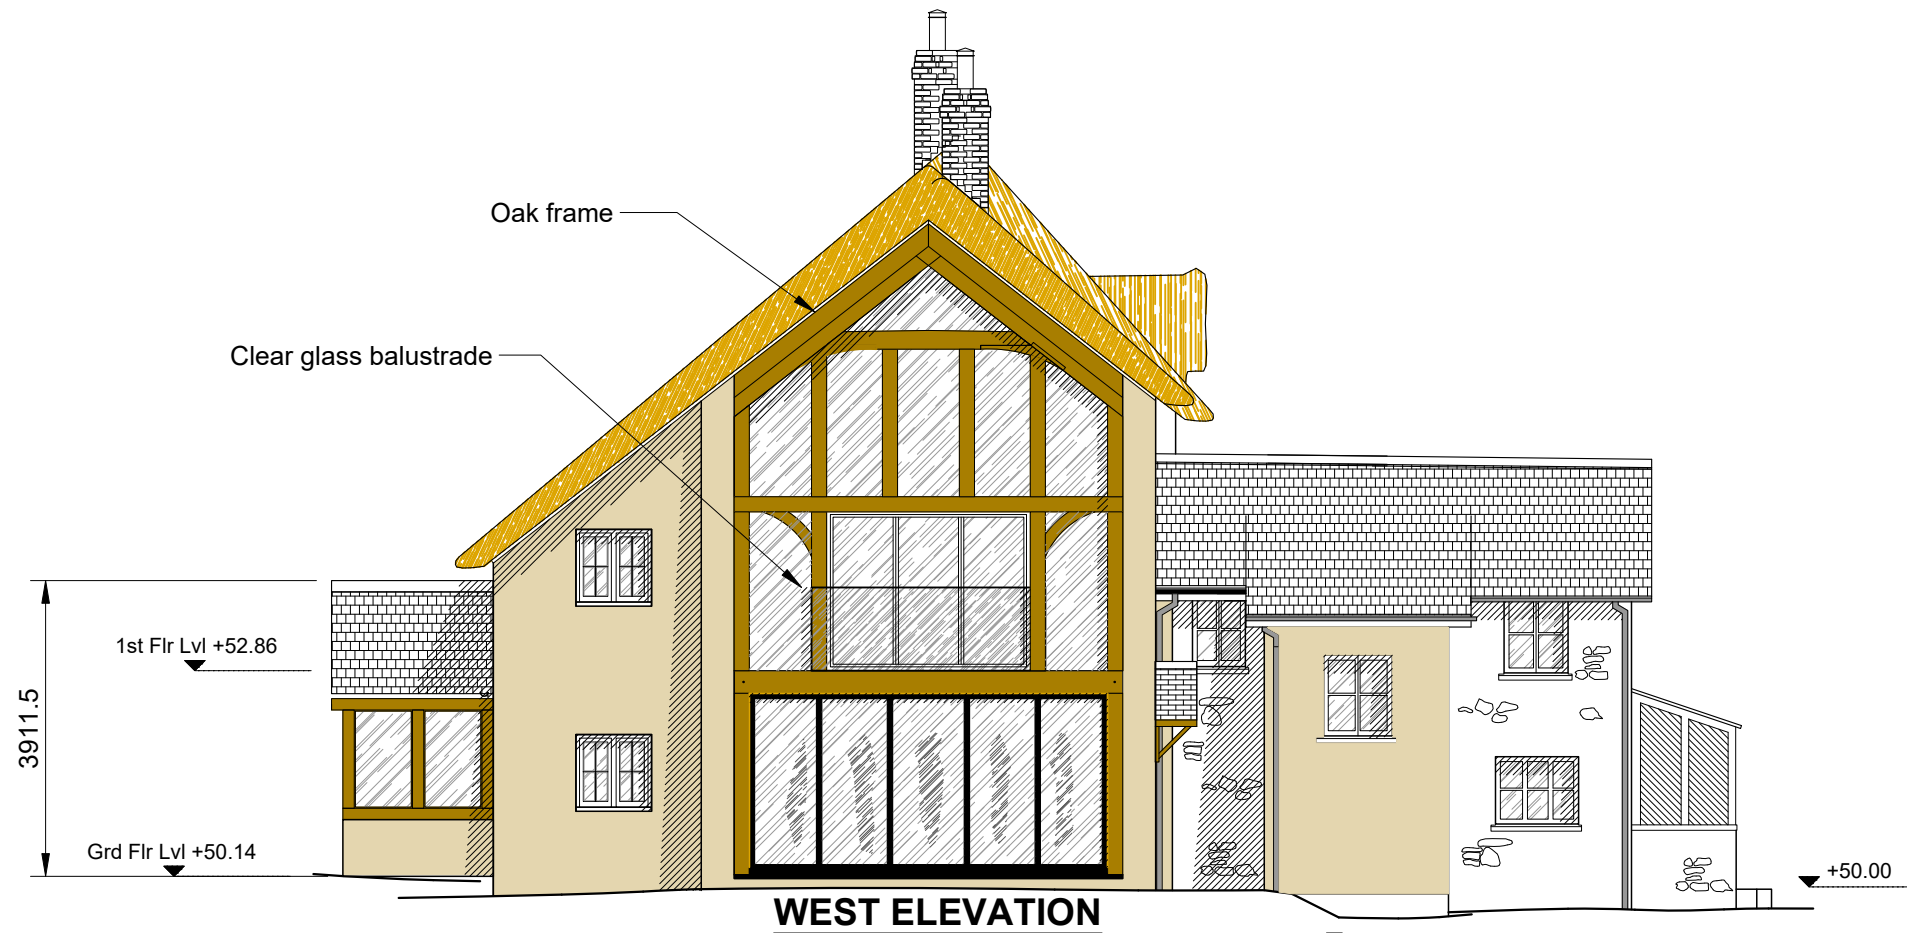 Oak frame
Clear glass balustrade
1st Flr Lvl +52.86
3911.5
Grd Flr Lvl +50.14
+50.00
WEST ELEVATION